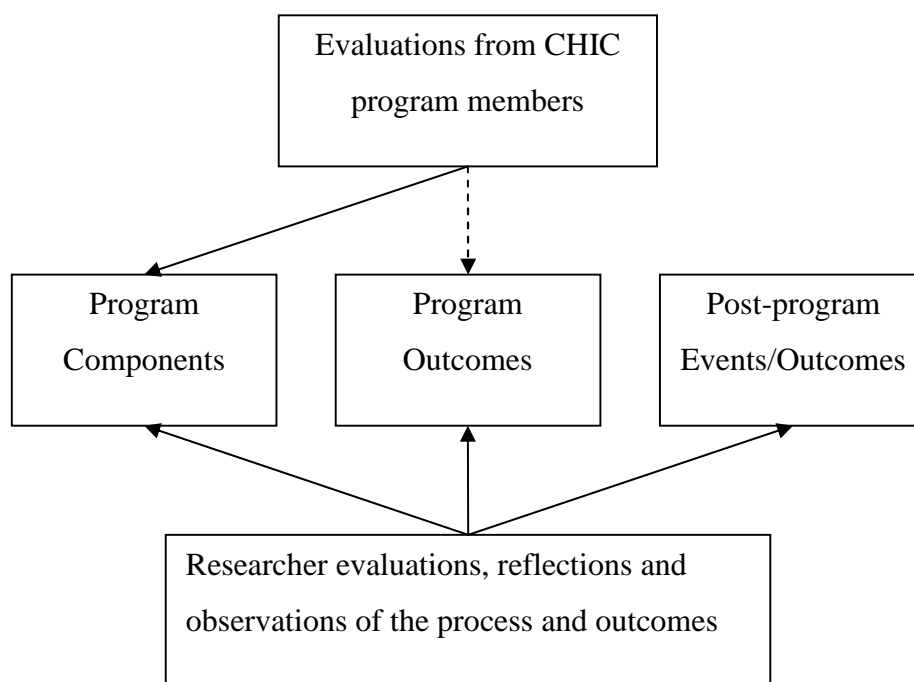 Evaluations from CHIC
program members
Program
Components
Program
Outcomes
Post-program
Events/Outcomes
Researcher evaluations, reflections and
observations of the process and outcomes